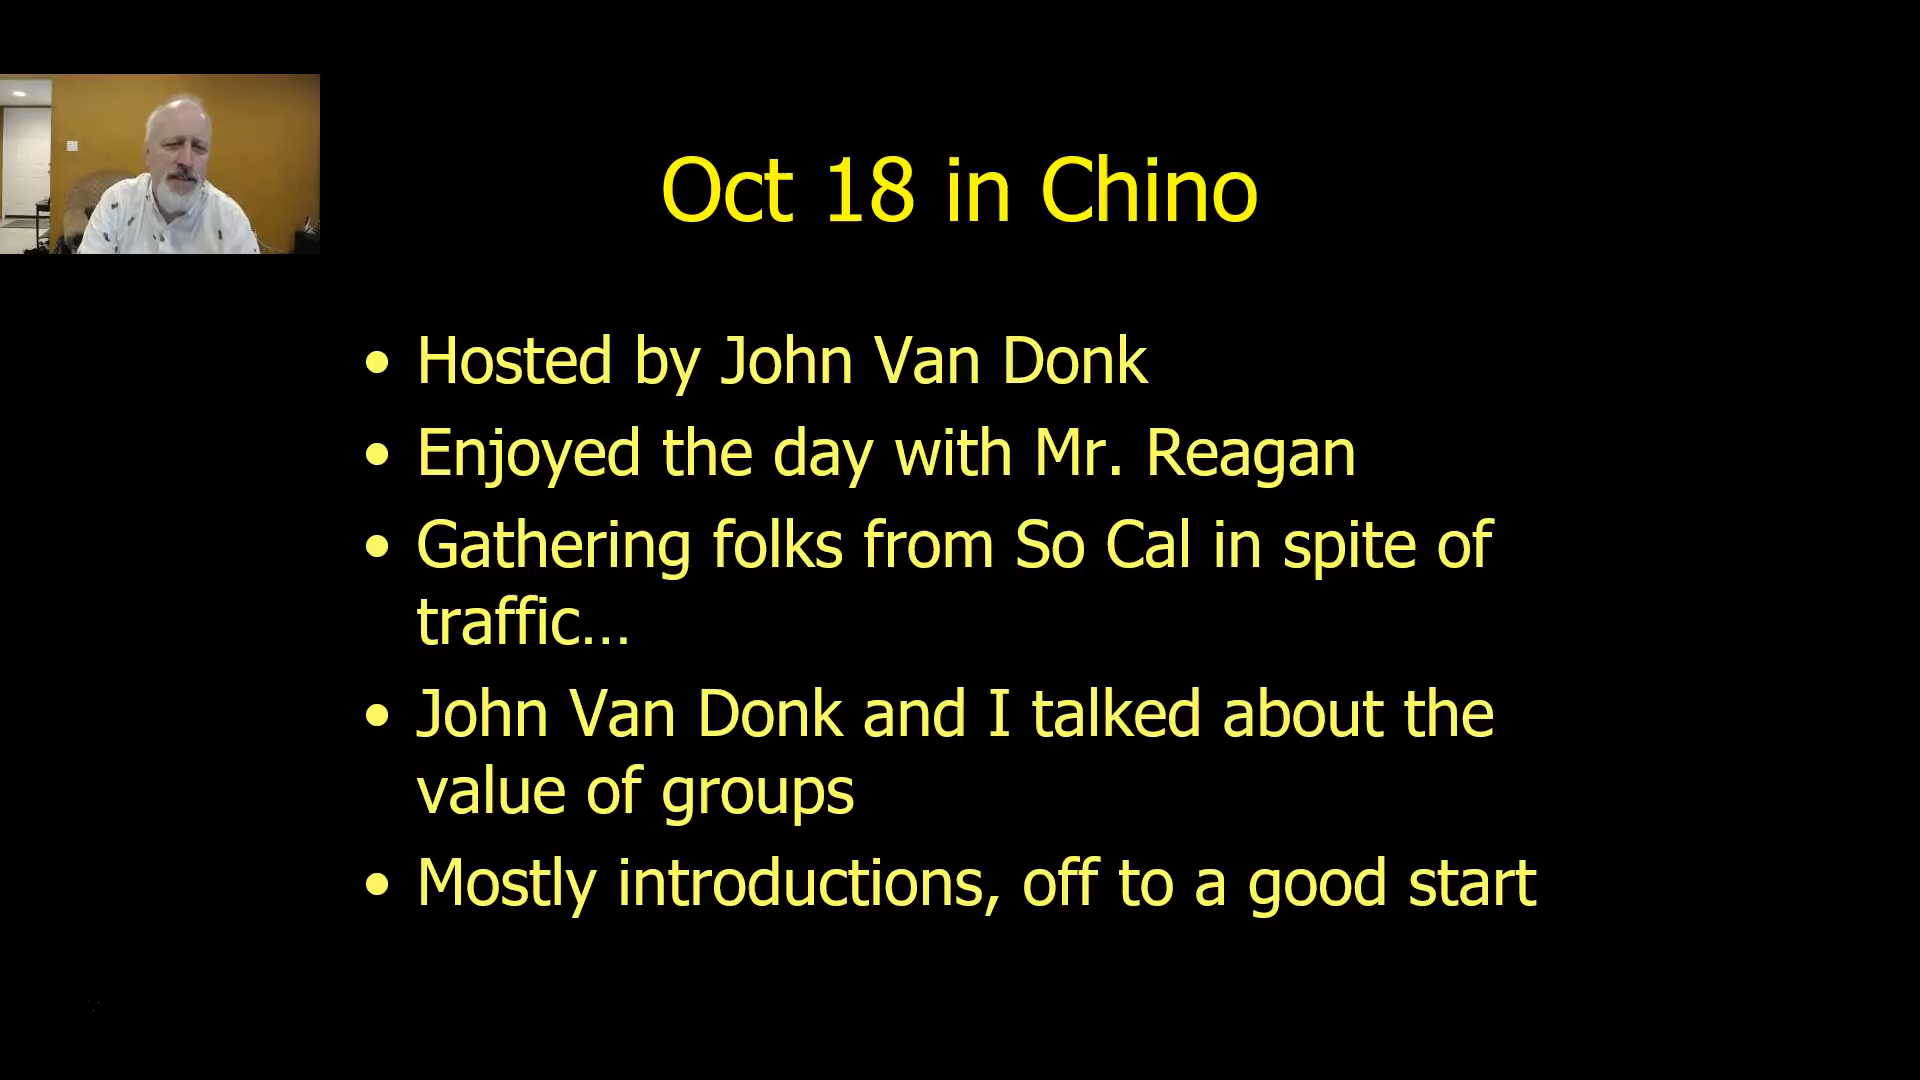 Oct 18 in Chino
• Hosted by John Van Donk
• Enjoyed the day with Mr. Reagan
• Gathering folks from So Cal in spite of
traffic…
• John Van Donk and I talked about the
value of groups
• Mostly introductions, off to a good start